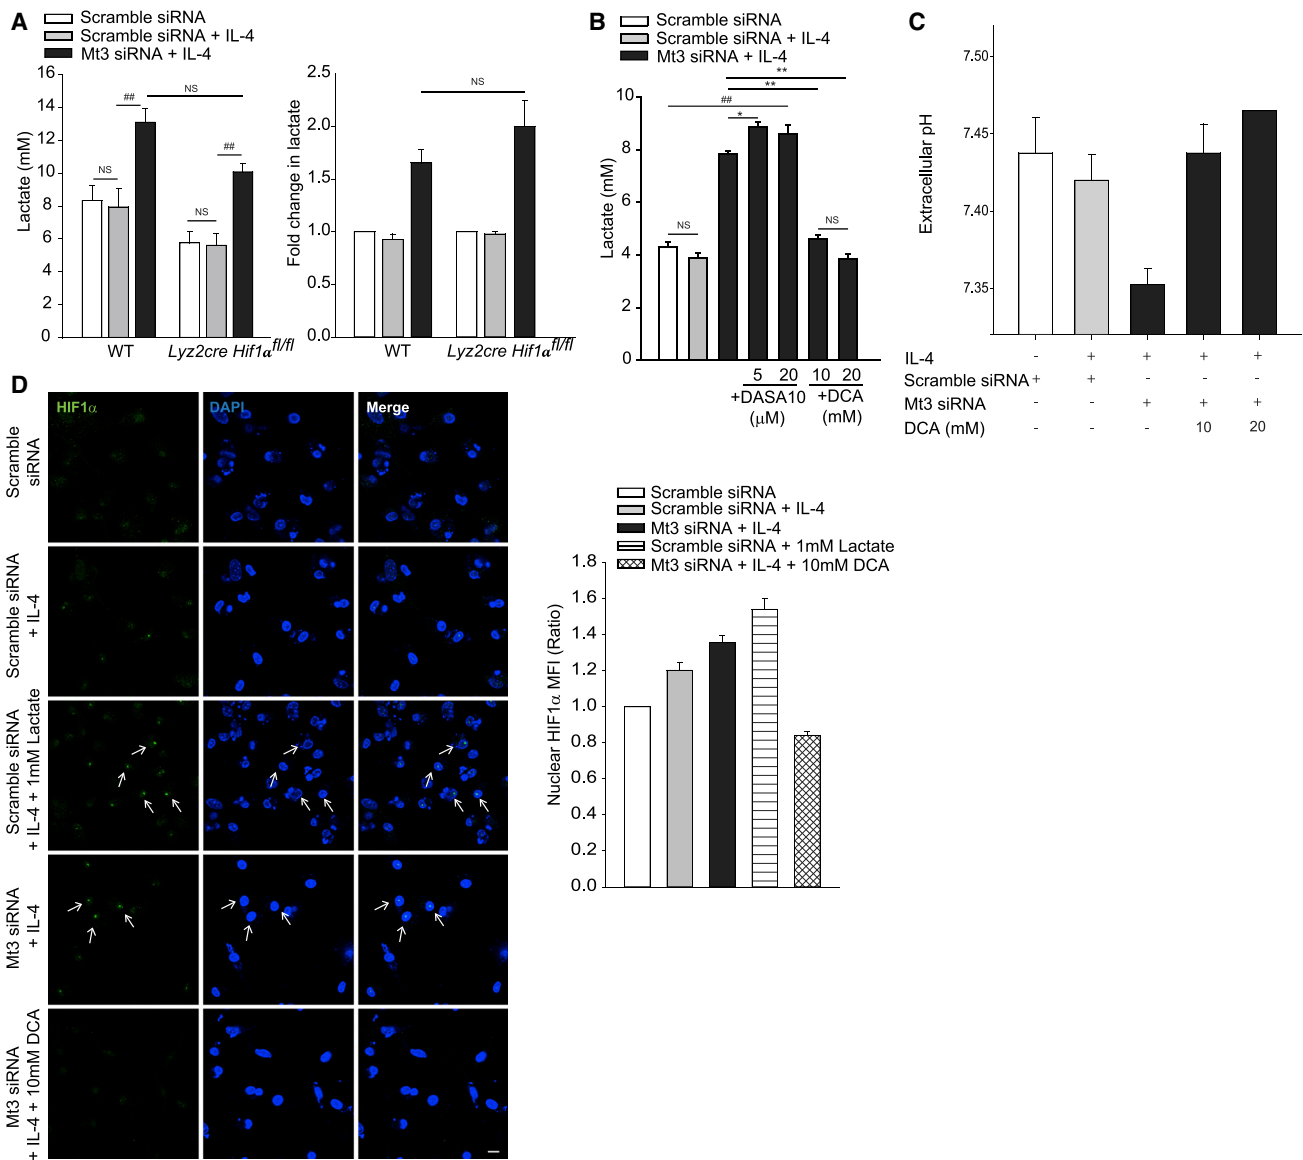 A
Scramble siRNA
Scramble siRNA + IL-4
Mt3 siRNA + IL-4
Lactate (mM)
16
14
12
10
8
6
4
2
0
NS
##
NS
NS
##
WT
Lyz2cre Hif1α fl/fl
Fold change in lactate
2.5
2.0
1.5
1.0
0.5
0.0
NS
WT
Lyz2cre Hif1α fl/fl
B
Scramble siRNA
Scramble siRNA + IL-4
Mt3 siRNA + IL-4
Lactate (mM)
10
8
6
4
2
0
**
**
##
*
NS
NS
5 20 10 20
+DASA10 +DCA
(μM) (mM)
C
Extracellular pH
7.50
7.45
7.40
7.35
IL-4 - + + + +
Scramble siRNA + + - - -
Mt3 siRNA - - + + +
DCA (mM) - - - 10 20
D
HIF1α DAPI Merge
Scramble
siRNA
Scramble siRNA
+ IL-4
Scramble siRNA
+ IL-4 + 1mM Lactate
Mt3 siRNA
+ IL-4
Mt3 siRNA
+ IL-4 + 10mM DCA
Scramble siRNA
Scramble siRNA + IL-4
Mt3 siRNA + IL-4
Scramble siRNA + 1mM Lactate
Mt3 siRNA + IL-4 + 10mM DCA
Nuclear HIF1α MFI (Ratio)
1.8
1.6
1.4
1.2
1.0
0.8
0.6
0.4
0.2
0.0